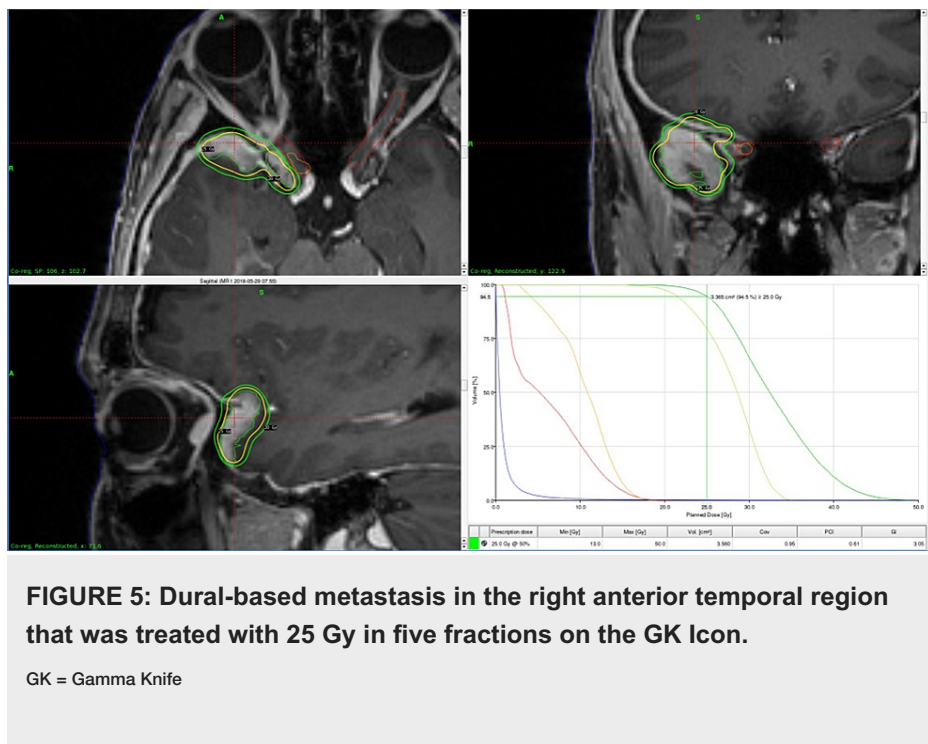 A
S
R
R
Co-reg, SP: 106, z: 102.7
Co-reg, Reconstructed, y: 122.9
Sagittal (MR I 2018-05-29 07:55)
S
A
Co-reg, Reconstructed, x: 71.6
100.0
94.5
3.365 cm³ (94.5 %) ≥ 25.0 Gy
75.0
Volume [%]
50.0
25.0
0.0
0.0 10.0 20.0 25.0 30.0 40.0 50.0
Planned Dose [Gy]
Prescription dose Min [Gy] Max [Gy] Vol. [cm³] Cov PCI GI
25.0 Gy @ 50% 13.0 50.0 3.560 0.95 0.81 3.05
FIGURE 5: Dural-based metastasis in the right anterior temporal region
that was treated with 25 Gy in five fractions on the GK Icon.
GK = Gamma Knife